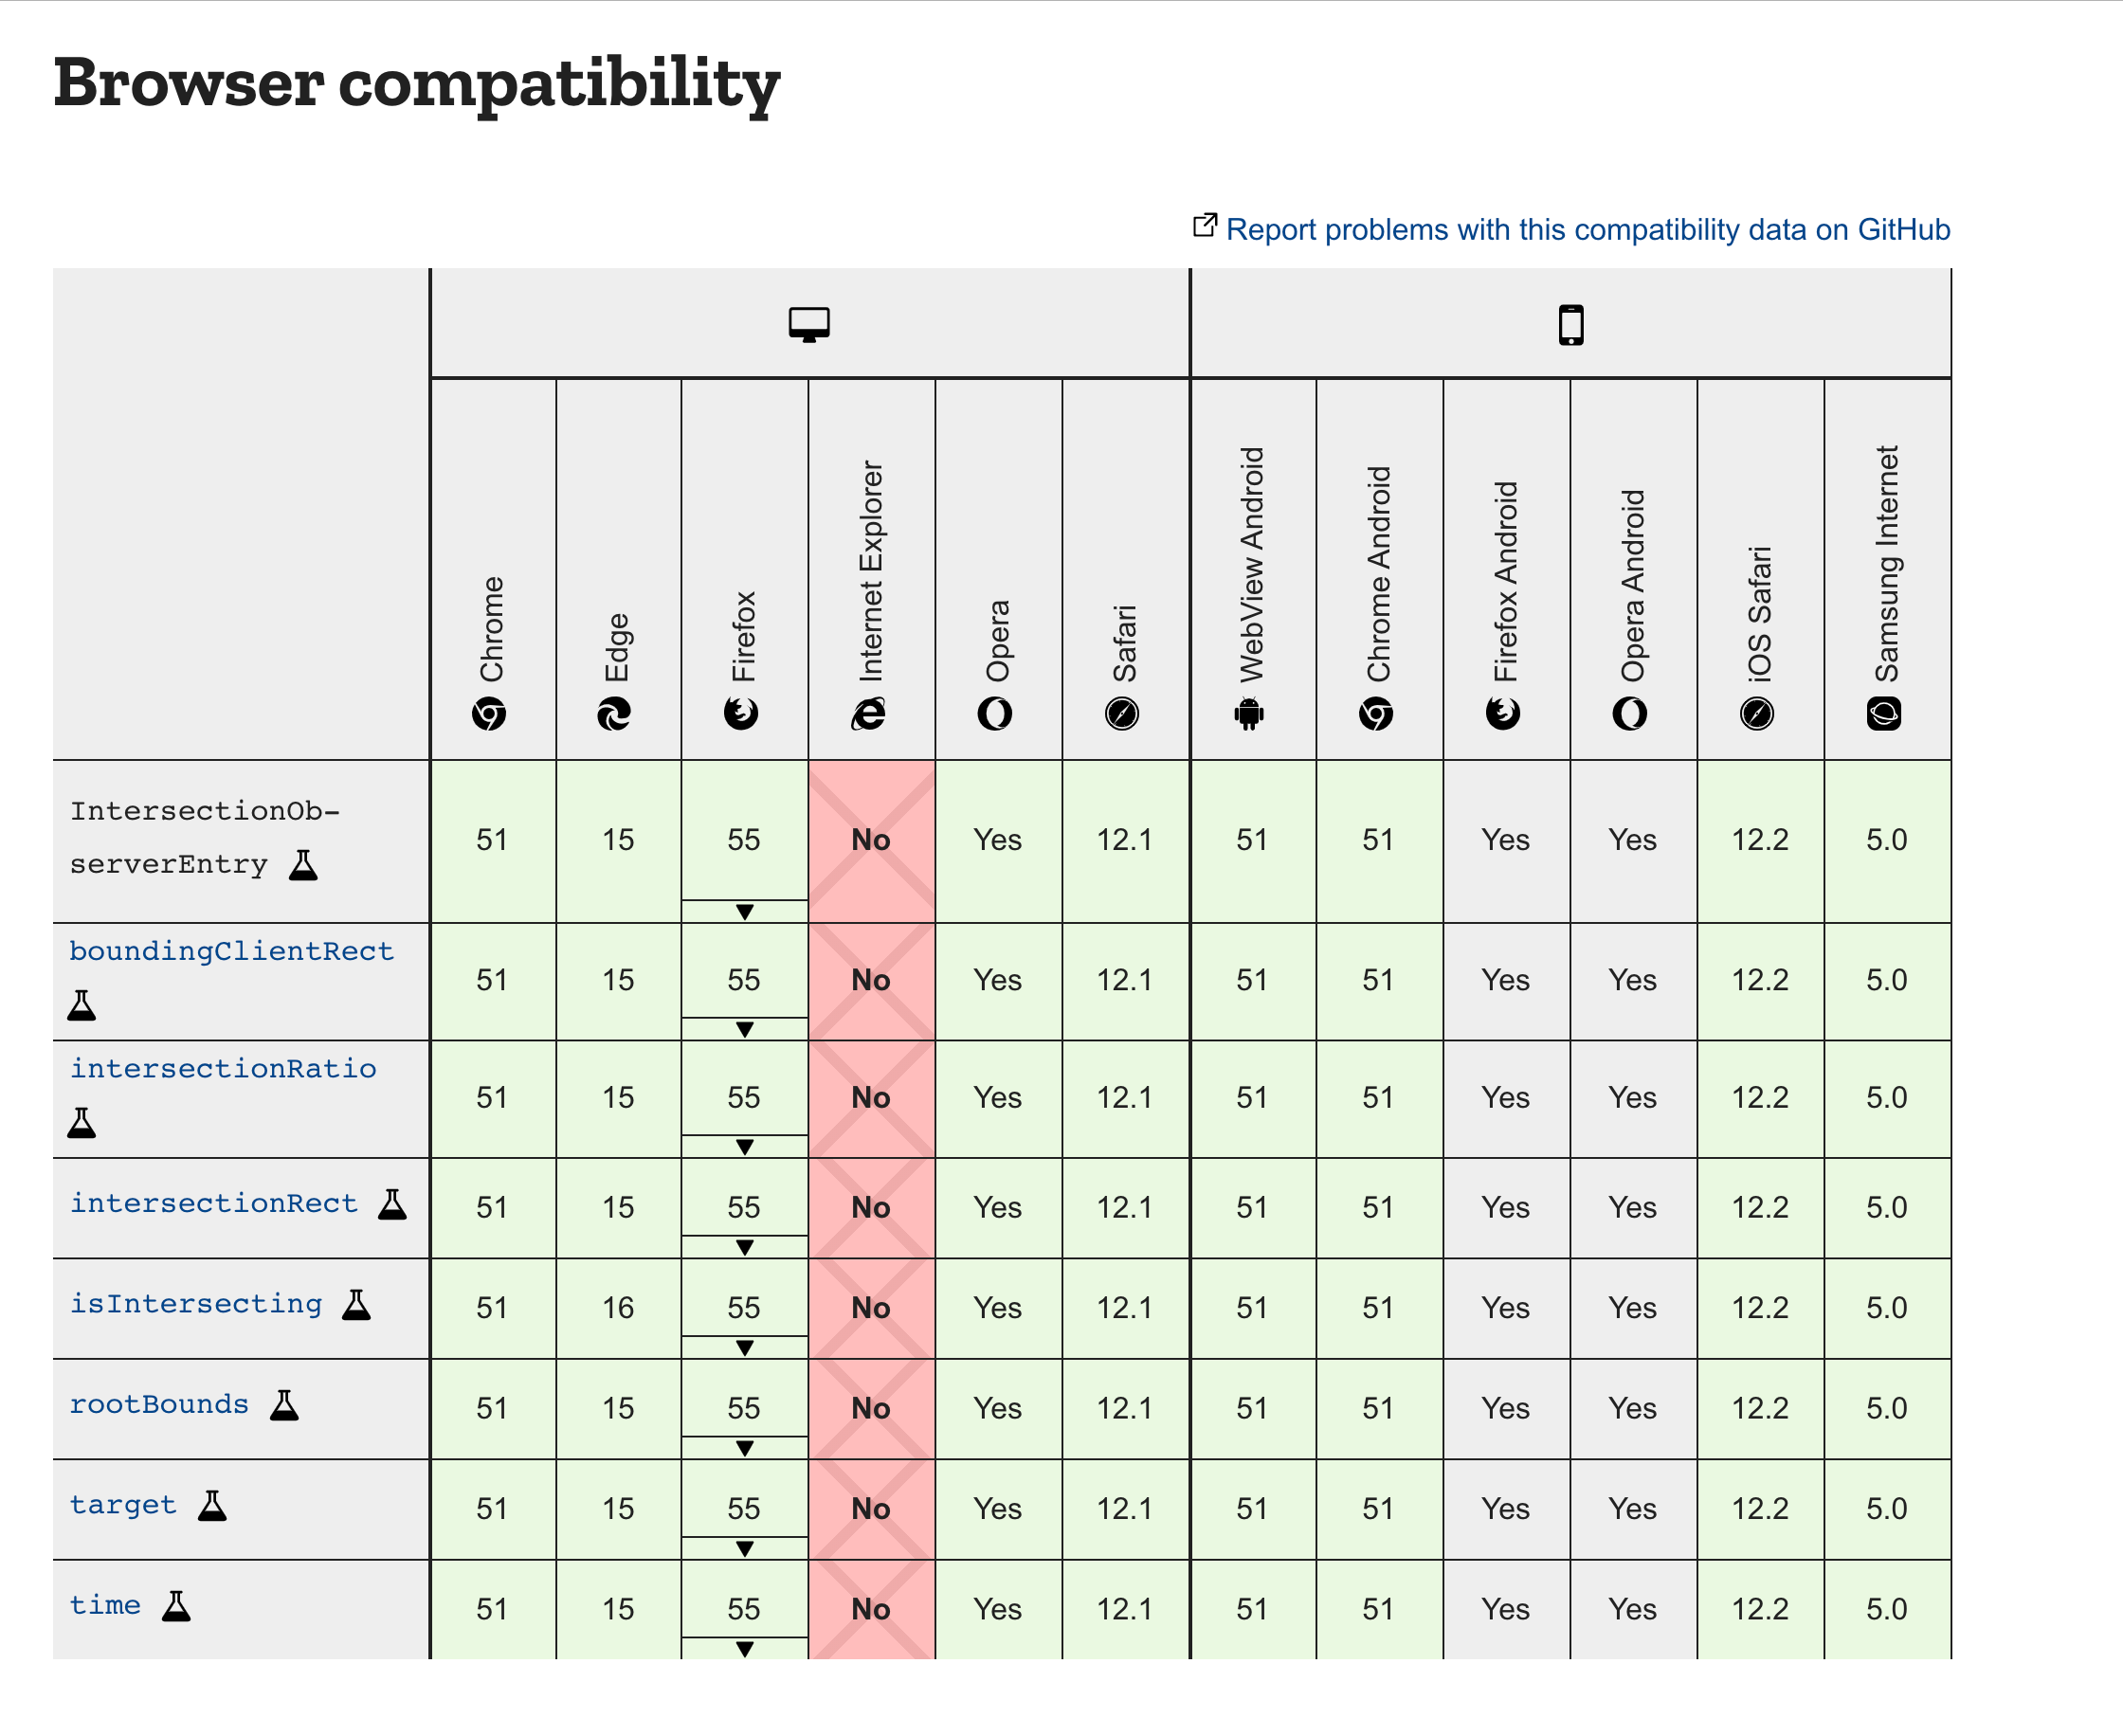 Browser compatibility
Report problems with this compatibility data on GitHub
Chrome
Edge
Firefox
Internet Explorer
Opera
Safari
WebView Android
Chrome Android
Firefox Android
Opera Android
iOS Safari
Samsung Internet
IntersectionOb-
serverEntry
51 15 55 No Yes 12.1 51 51 Yes Yes 12.2 5.0
boundingClientRect
51 15 55 No Yes 12.1 51 51 Yes Yes 12.2 5.0
intersectionRatio
51 15 55 No Yes 12.1 51 51 Yes Yes 12.2 5.0
intersectionRect 51 15 55 No Yes 12.1 51 51 Yes Yes 12.2 5.0
isIntersecting 51 16 55 No Yes 12.1 51 51 Yes Yes 12.2 5.0
rootBounds 51 15 55 No Yes 12.1 51 51 Yes Yes 12.2 5.0
target 51 15 55 No Yes 12.1 51 51 Yes Yes 12.2 5.0
time 51 15 55 No Yes 12.1 51 51 Yes Yes 12.2 5.0